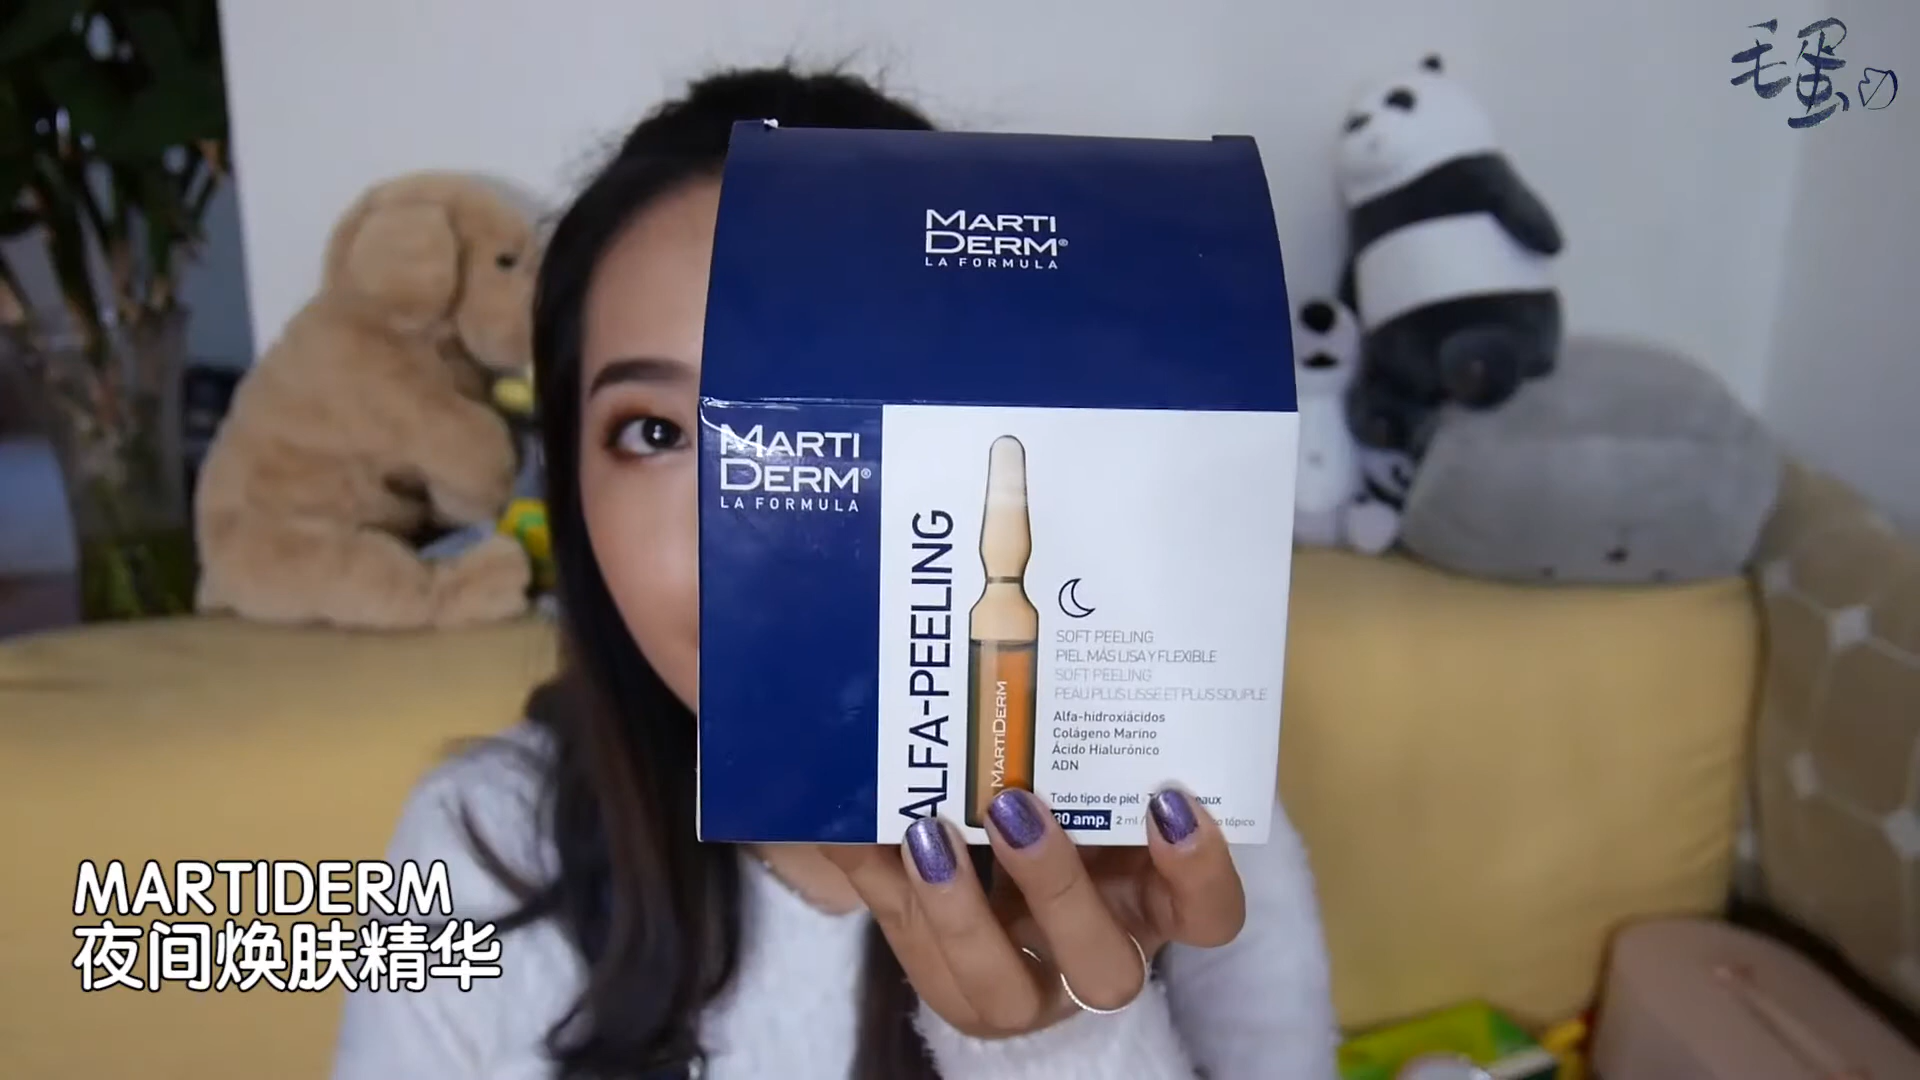 毛蛋の
MARTI
DERM®
LA FORMULA
MARTI
DERM®
LA FORMULA
ALFA-PEELING
MARTIDERM
SOFT PEELING
PIEL MÁS LISA Y FLEXIBLE
SOFT PEELING
PEAU PLUS LISSE ET PLUS SOUPLE
Alfa-hidroxiácidos
Colágeno Marino
Ácido Hialurónico
ADN
Todo tipo de piel
30 amp. 2 ml / tópico
MARTIDERM
夜间焕肤精华